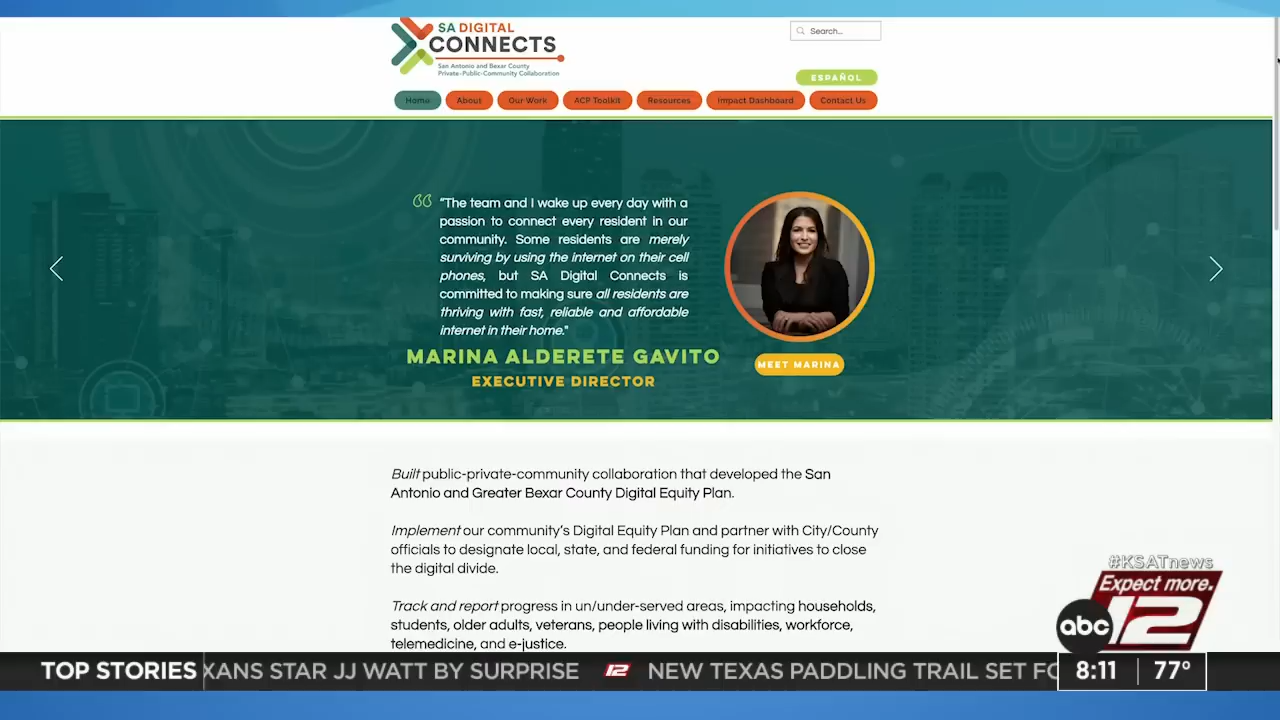 SA DIGITAL
CONNECTS
San Antonio and Bexar County
Private-Public-Community Collaboration
Search...
ESPAÑOL
Home
About
Our Work
ACP Toolkit
Resources
Impact Dashboard
Contact Us
"The team and I wake up every day with a
passion to connect every resident in our
community. Some residents are merely
surviving by using the internet on their cell
phones, but SA Digital Connects is
committed to making sure all residents are
thriving with fast, reliable and affordable
internet in their home."
MARINA ALDERETE GAVITO
EXECUTIVE DIRECTOR
MEET MARINA
Built public-private-community collaboration that developed the San
Antonio and Greater Bexar County Digital Equity Plan.
Implement our community's Digital Equity Plan and partner with City/County
officials to designate local, state, and federal funding for initiatives to close
the digital divide.
Track and report progress in un/under-served areas, impacting households,
students, older adults, veterans, people living with disabilities, workforce,
telemedicine, and e-justice.
#KSATnews
Expect more.
abc 12
TOP STORIES XANS STAR JJ WATT BY SURPRISE 12 NEW TEXAS PADDLING TRAIL SET FO 8:11 77°